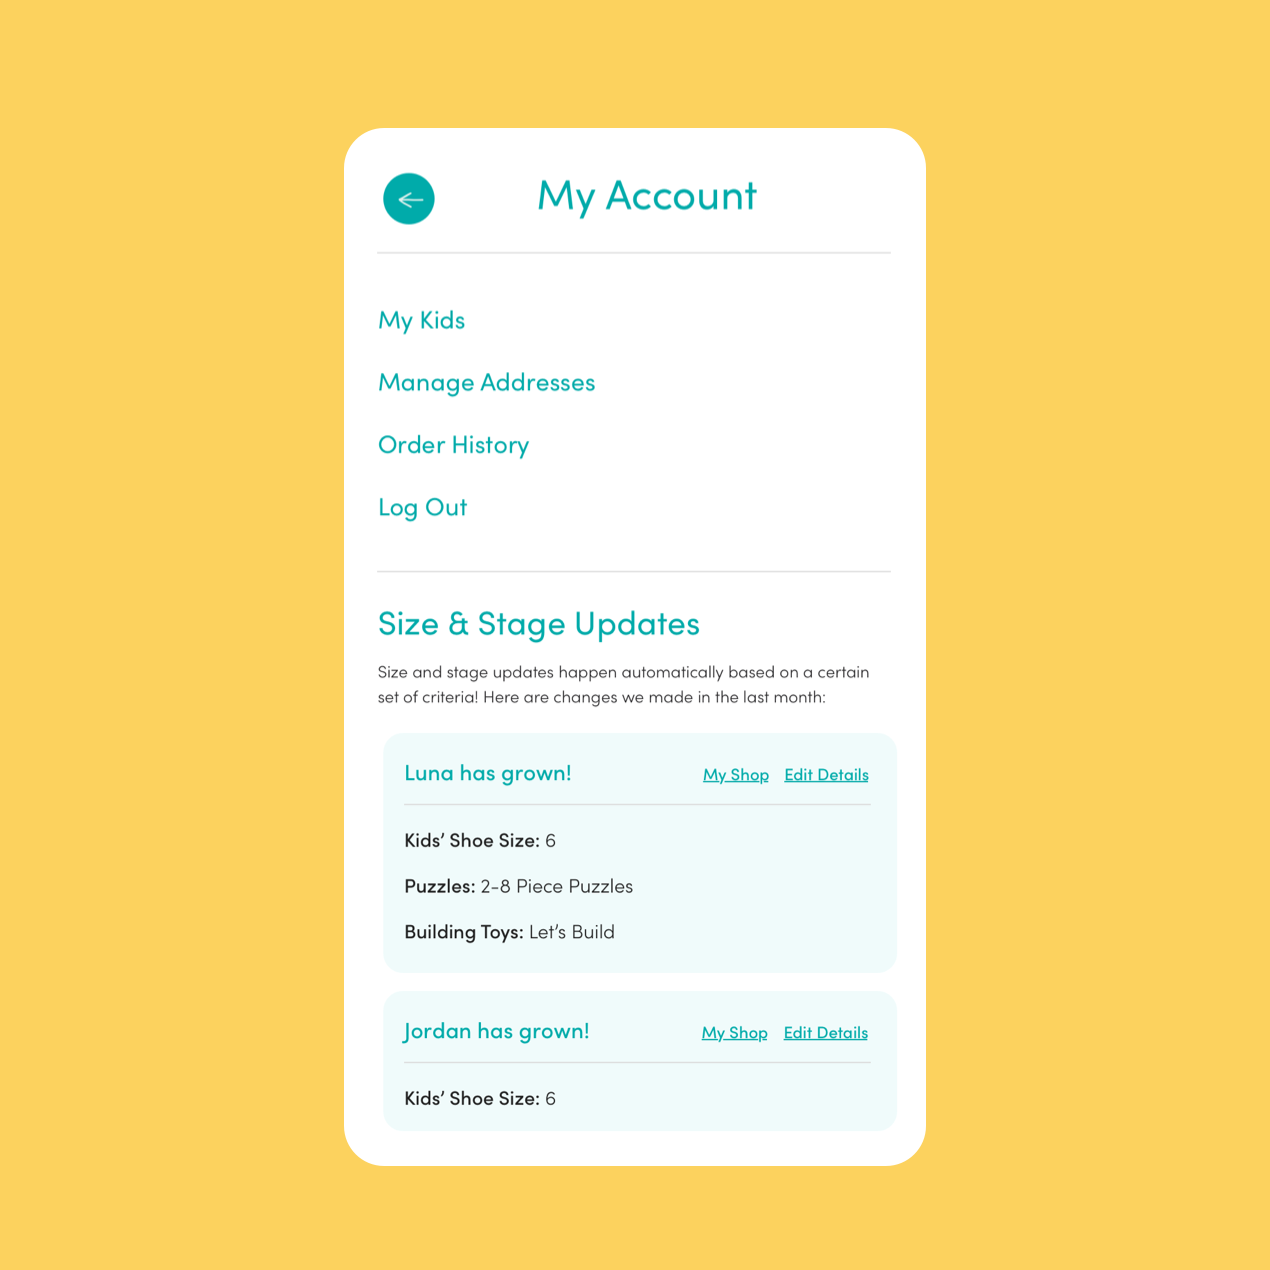 My Account
My Kids
Manage Addresses
Order History
Log Out
Size & Stage Updates
Size and stage updates happen automatically based on a certain
set of criteria! Here are changes we made in the last month:
Luna has grown! My Shop Edit Details
Kids’ Shoe Size: 6
Puzzles: 2-8 Piece Puzzles
Building Toys: Let’s Build
Jordan has grown! My Shop Edit Details
Kids’ Shoe Size: 6